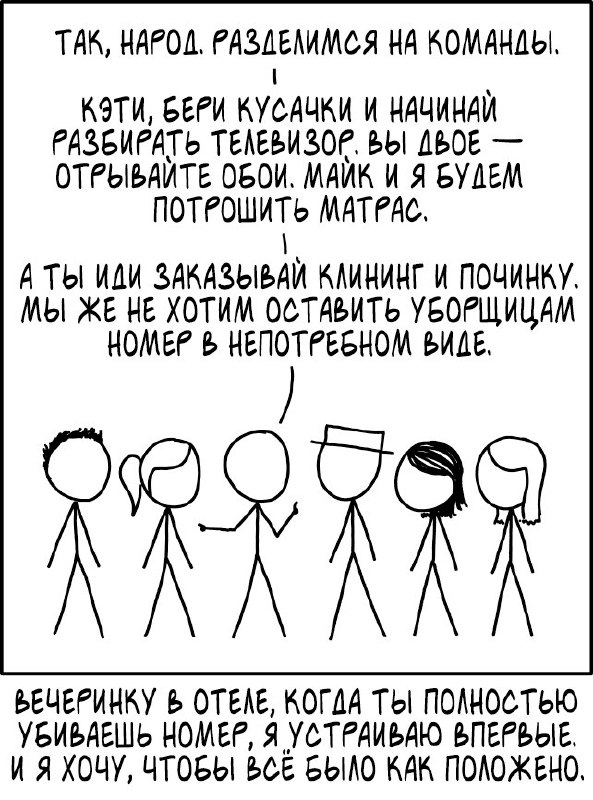 ТАК, НАРОД. РАЗДЕЛИМСЯ НА КОМАНДЫ.
КЭТИ, БЕРИ КУСАЧКИ И НАЧИНАЙ
РАЗБИРАТЬ ТЕЛЕВИЗОР. ВЫ ДВОЕ —
ОТРЫВАЙТЕ ОБОИ. МАЙК И Я БУДЕМ
ПОТРОШИТЬ МАТРАС.
А ТЫ ИДИ ЗАКАЗЫВАЙ КЛИНИНГ И ПОЧИНКУ.
МЫ ЖЕ НЕ ХОТИМ ОСТАВИТЬ УБОРЩИЦАМ
НОМЕР В НЕПОТРЕБНОМ ВИДЕ.
ВЕЧЕРИНКУ В ОТЕЛЕ, КОГДА ТЫ ПОЛНОСТЬЮ
УБИВАЕШЬ НОМЕР, Я УСТРАИВАЮ ВПЕРВЫЕ.
И Я ХОЧУ, ЧТОБЫ ВСЁ БЫЛО КАК ПОЛОЖЕНО.